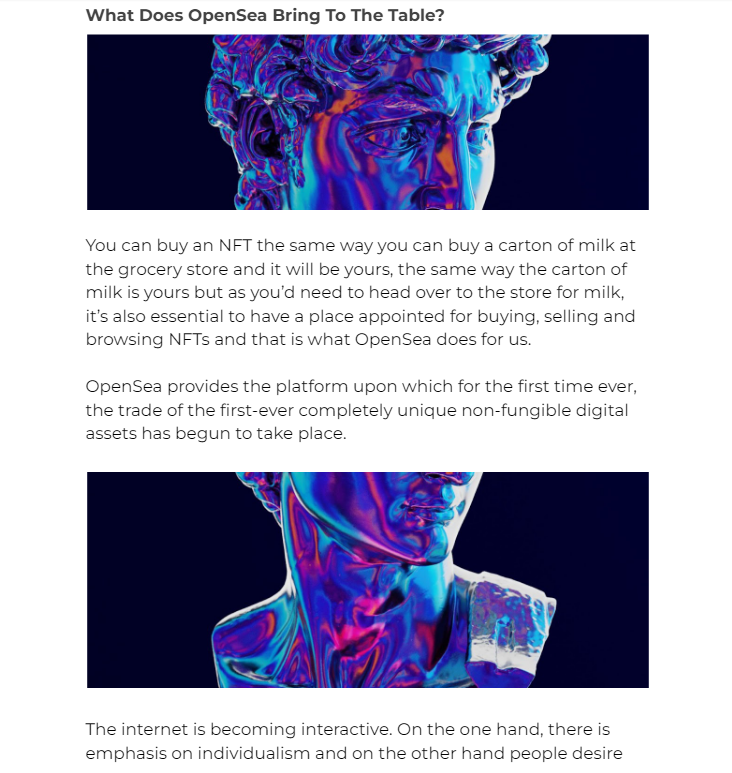 What Does OpenSea Bring To The Table?
You can buy an NFT the same way you can buy a carton of milk at
the grocery store and it will be yours, the same way the carton of
milk is yours but as you’d need to head over to the store for milk,
it’s also essential to have a place appointed for buying, selling and
browsing NFTs and that is what OpenSea does for us.
OpenSea provides the platform upon which for the first time ever,
the trade of the first-ever completely unique non-fungible digital
assets has begun to take place.
The internet is becoming interactive. On the one hand, there is
emphasis on individualism and on the other hand people desire